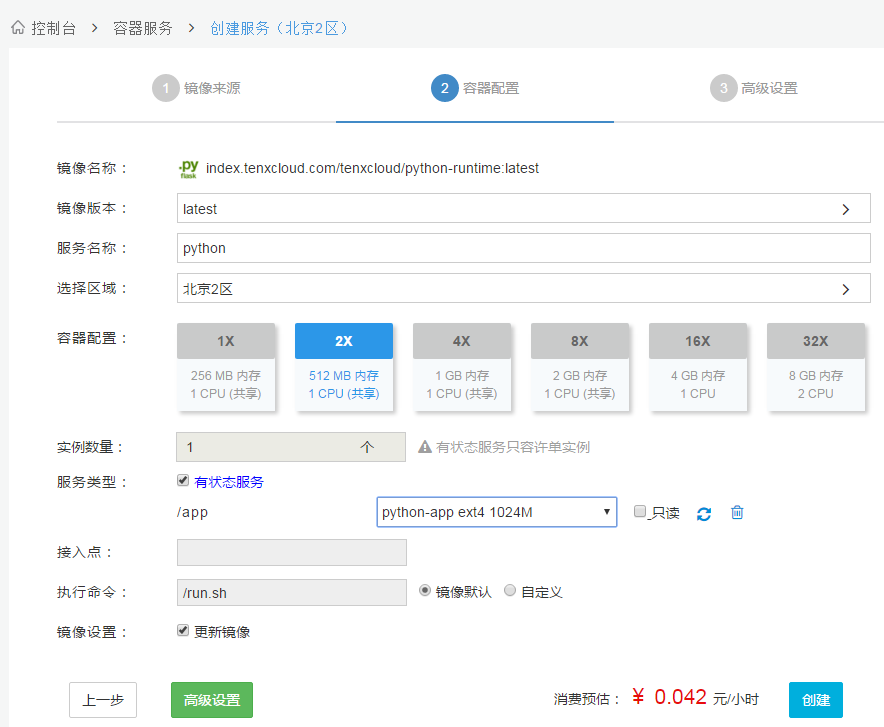 控制台 > 容器服务 > 创建服务（北京2区）
1 镜像来源 2 容器配置 3 高级设置
镜像名称： .py flask index.tenxcloud.com/tenxcloud/python-runtime:latest
镜像版本： latest
服务名称： python
选择区域： 北京2区
容器配置： 1X 2X 4X 8X 16X 32X
256 MB 内存 512 MB 内存 1 GB 内存 2 GB 内存 4 GB 内存 8 GB 内存
1 CPU (共享) 1 CPU (共享) 1 CPU (共享) 1 CPU (共享) 1 CPU 2 CPU
实例数量： 1 个 有状态服务只容许单实例
服务类型： 有状态服务
/app python-app ext4 1024M 只读
接入点：
执行命令： /run.sh 镜像默认 自定义
镜像设置： 更新镜像
上一步 高级设置 消费预估： ¥ 0.042 元/小时 创建